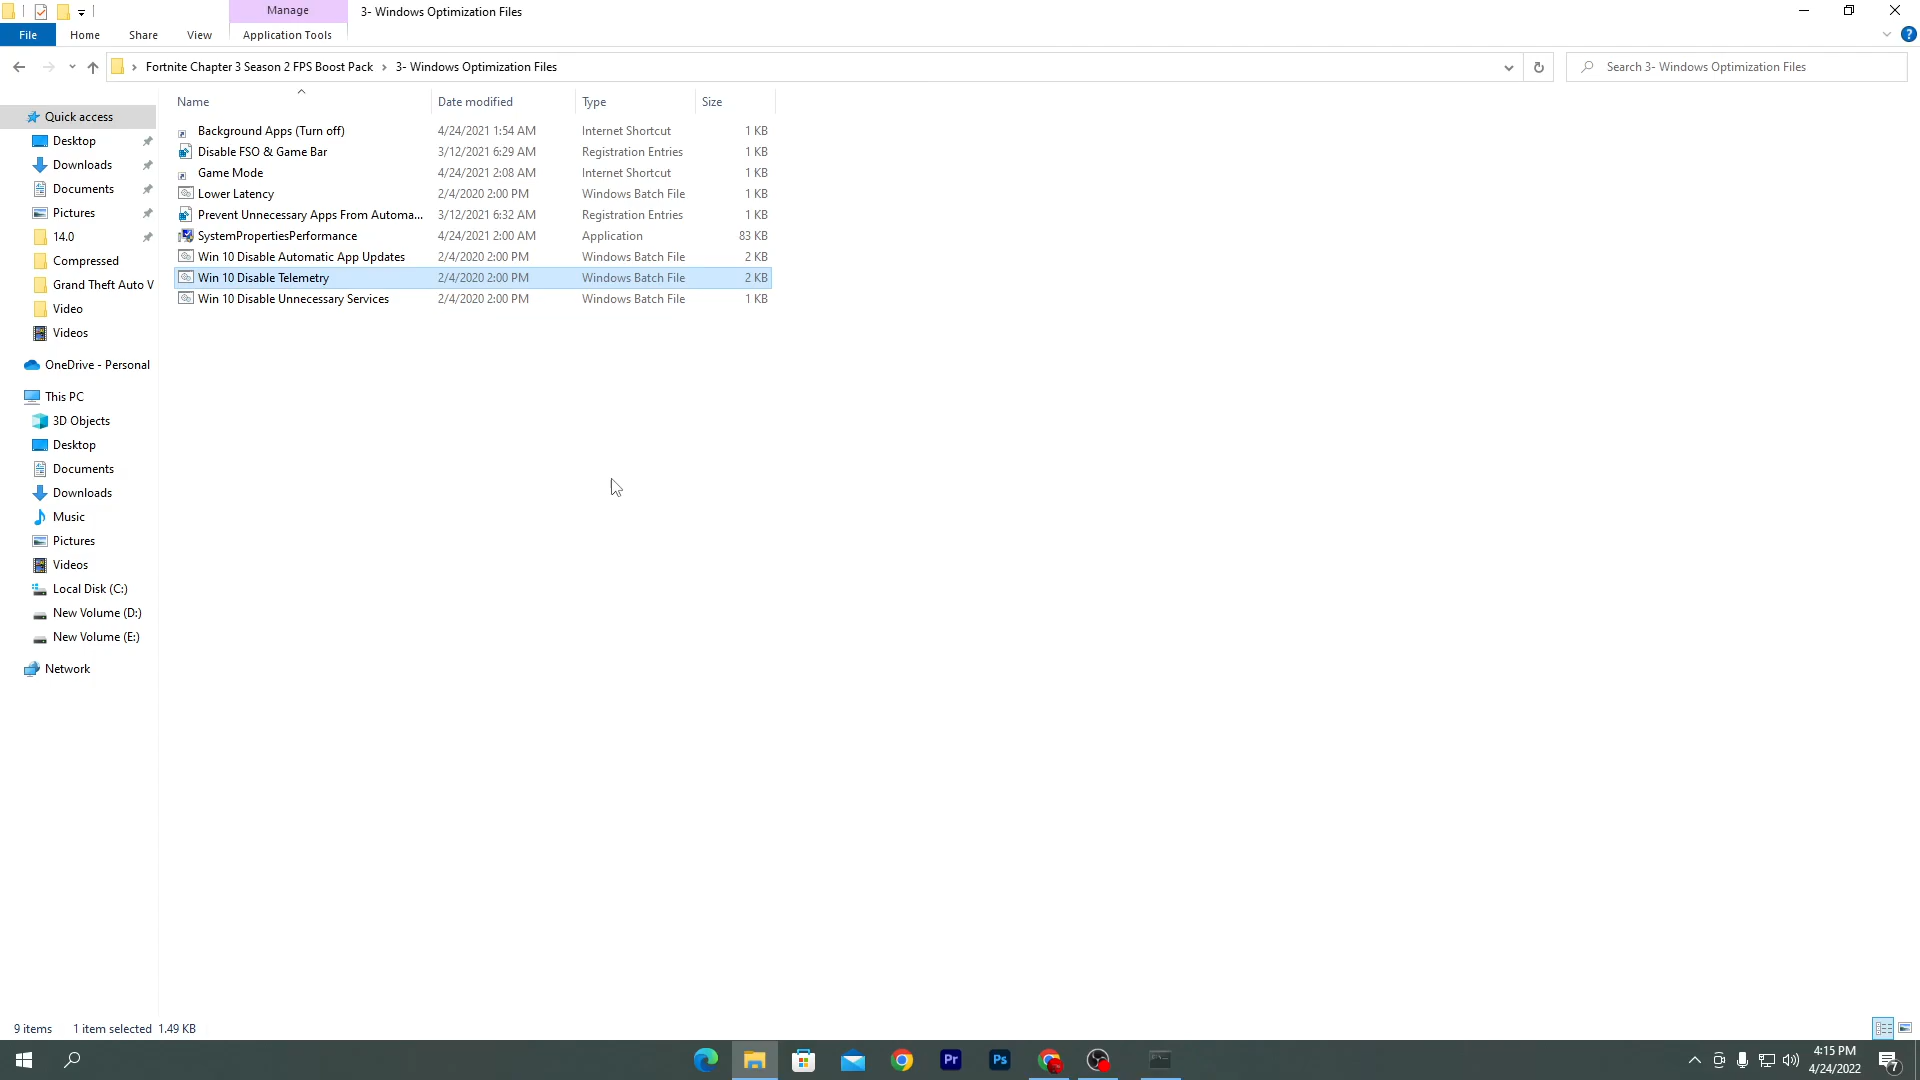 Manage
3- Windows Optimization Files
File
Home
Share
View
Application Tools
Fortnite Chapter 3 Season 2 FPS Boost Pack
3- Windows Optimization Files
Search 3- Windows Optimization Files
Name
Date modified
Type
Size
Background Apps (Turn off) 4/24/2021 1:54 AM Internet Shortcut 1 KB
Disable FSO & Game Bar 3/12/2021 6:29 AM Registration Entries 1 KB
Game Mode 4/24/2021 2:08 AM Internet Shortcut 1 KB
Lower Latency 2/4/2020 2:00 PM Windows Batch File 1 KB
Prevent Unnecessary Apps From Automa... 3/12/2021 6:32 AM Registration Entries 1 KB
SystemPropertiesPerformance 4/24/2021 2:00 AM Application 83 KB
Win 10 Disable Automatic App Updates 2/4/2020 2:00 PM Windows Batch File 2 KB
Win 10 Disable Telemetry 2/4/2020 2:00 PM Windows Batch File 2 KB
Win 10 Disable Unnecessary Services 2/4/2020 2:00 PM Windows Batch File 1 KB
Quick access
Desktop
Downloads
Documents
Pictures
14.0
Compressed
Grand Theft Auto V
Video
Videos
OneDrive - Personal
This PC
3D Objects
Desktop
Documents
Downloads
Music
Pictures
Videos
Local Disk (C:)
New Volume (D:)
New Volume (E:)
Network
9 items
1 item selected 1.49 KB
Pr
Ps
4:15 PM
4/24/2022
7